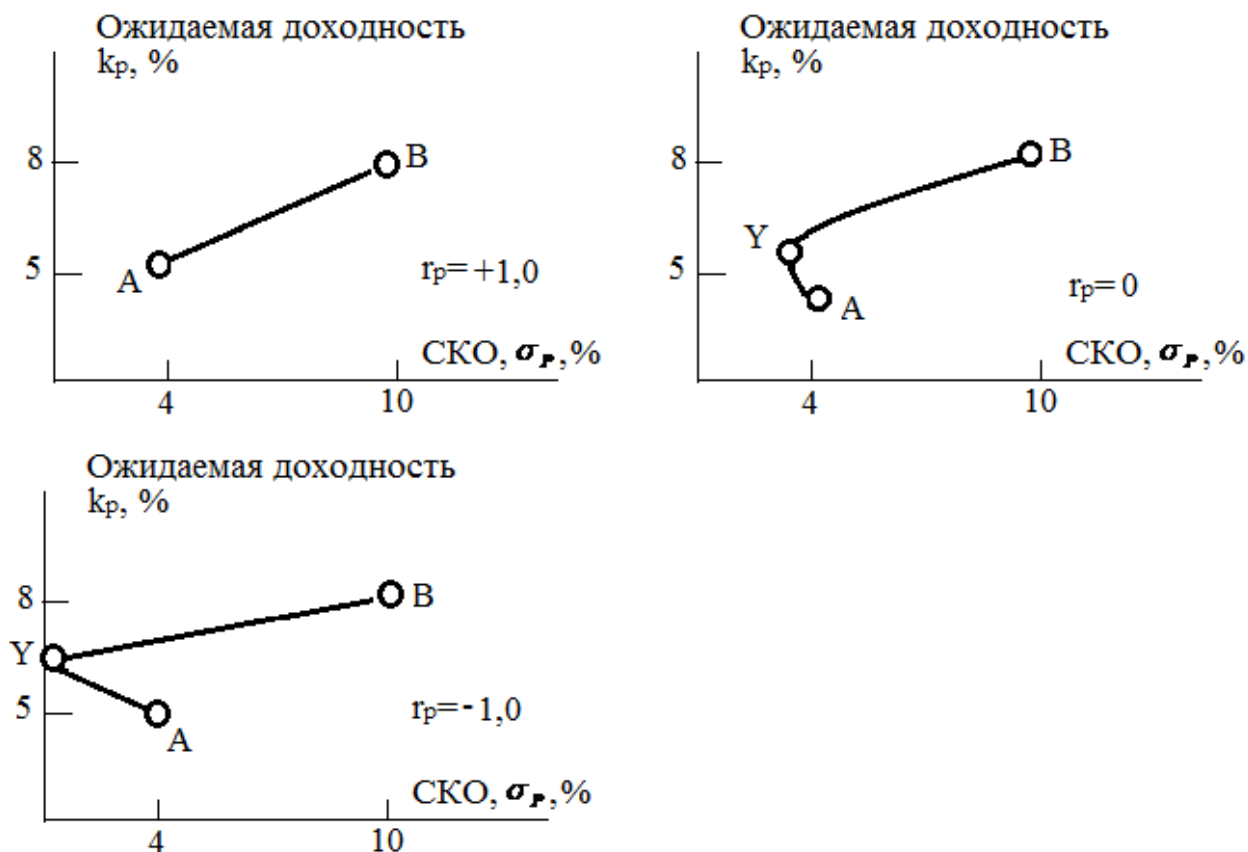 Ожидаемая доходность
kp, %
8
B
5
A
rp=+1,0
СКО, σP,%
4
10
Ожидаемая доходность
kp, %
8
B
Y
5
A
rp= 0
СКО, σP,%
4
10
Ожидаемая доходность
kp, %
8
B
Y
5
A
rp=-1,0
СКО, σP,%
4
10